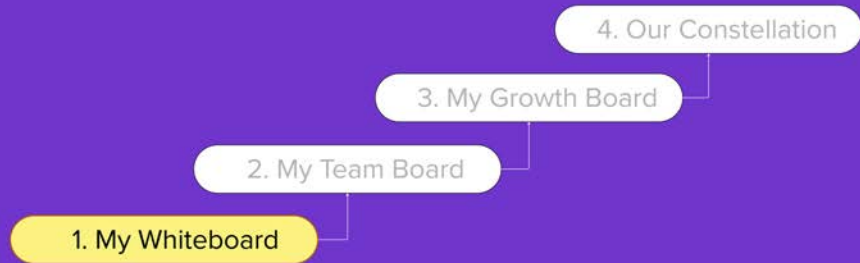 4. Our Constellation
3. My Growth Board
2. My Team Board
1. My Whiteboard